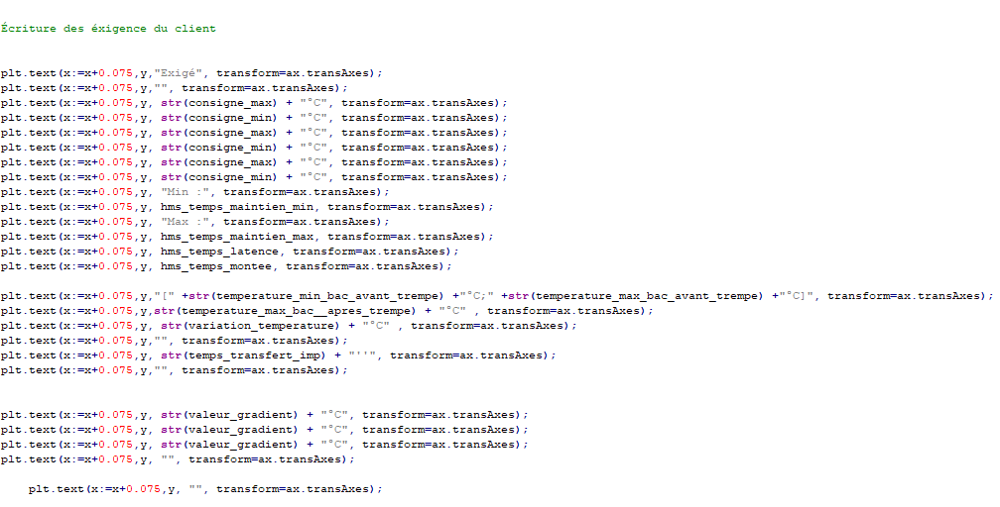 Écriture des éxigence du client
plt.text(x:=x+0.075,y,"Exigé", transform=ax.transAxes);
plt.text(x:=x+0.075,y,"", transform=ax.transAxes);
plt.text(x:=x+0.075,y, str(consigne_max) + "°C", transform=ax.transAxes);
plt.text(x:=x+0.075,y, str(consigne_min) + "°C", transform=ax.transAxes);
plt.text(x:=x+0.075,y, str(consigne_max) + "°C", transform=ax.transAxes);
plt.text(x:=x+0.075,y, str(consigne_min) + "°C", transform=ax.transAxes);
plt.text(x:=x+0.075,y, str(consigne_max) + "°C", transform=ax.transAxes);
plt.text(x:=x+0.075,y, str(consigne_min) + "°C", transform=ax.transAxes);
plt.text(x:=x+0.075,y, "Min :", transform=ax.transAxes);
plt.text(x:=x+0.075,y, hms_temps_maintien_min, transform=ax.transAxes);
plt.text(x:=x+0.075,y, "Max :", transform=ax.transAxes);
plt.text(x:=x+0.075,y, hms_temps_maintien_max, transform=ax.transAxes);
plt.text(x:=x+0.075,y, hms_temps_latence, transform=ax.transAxes);
plt.text(x:=x+0.075,y, hms_temps_montee, transform=ax.transAxes);
plt.text(x:=x+0.075,y,"[" +str(temperature_min_bac_avant_trempe) +"°C;" +str(temperature_max_bac_avant_trempe) +"°C]", transform=ax.transAxes);
plt.text(x:=x+0.075,y,str(temperature_max_bac__apres_trempe) + "°C" , transform=ax.transAxes);
plt.text(x:=x+0.075,y, str(variation_temperature) + "°C" , transform=ax.transAxes);
plt.text(x:=x+0.075,y,"", transform=ax.transAxes);
plt.text(x:=x+0.075,y, str(temps_transfert_imp) + "''", transform=ax.transAxes);
plt.text(x:=x+0.075,y,"", transform=ax.transAxes);
plt.text(x:=x+0.075,y, str(valeur_gradient) + "°C", transform=ax.transAxes);
plt.text(x:=x+0.075,y, str(valeur_gradient) + "°C", transform=ax.transAxes);
plt.text(x:=x+0.075,y, str(valeur_gradient) + "°C", transform=ax.transAxes);
plt.text(x:=x+0.075,y, "", transform=ax.transAxes);
plt.text(x:=x+0.075,y, "", transform=ax.transAxes);